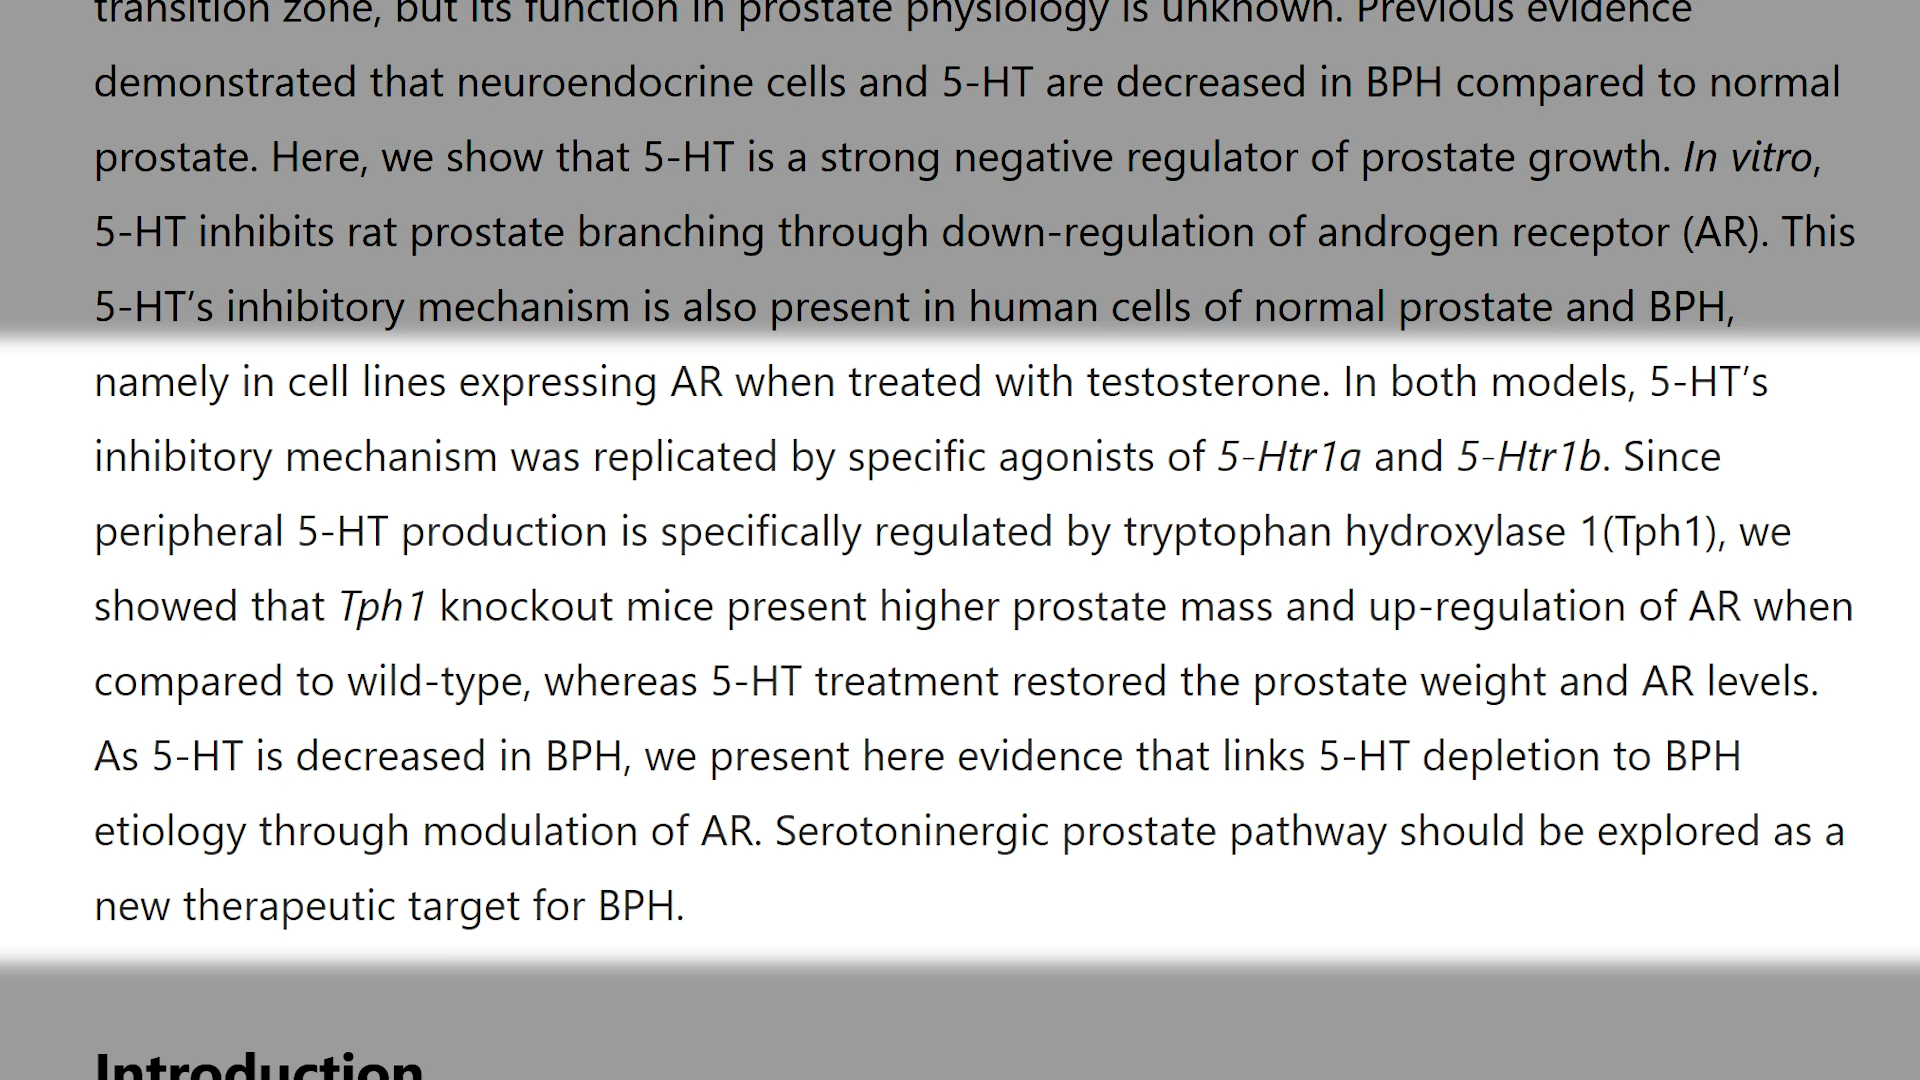 transition zone, but its function in prostate physiology is unknown. Previous evidence
demonstrated that neuroendocrine cells and 5-HT are decreased in BPH compared to normal
prostate. Here, we show that 5-HT is a strong negative regulator of prostate growth. In vitro,
5-HT inhibits rat prostate branching through down-regulation of androgen receptor (AR). This
5-HT’s inhibitory mechanism is also present in human cells of normal prostate and BPH,
namely in cell lines expressing AR when treated with testosterone. In both models, 5-HT’s
inhibitory mechanism was replicated by specific agonists of 5-Htr1a and 5-Htr1b. Since
peripheral 5-HT production is specifically regulated by tryptophan hydroxylase 1(Tph1), we
showed that Tph1 knockout mice present higher prostate mass and up-regulation of AR when
compared to wild-type, whereas 5-HT treatment restored the prostate weight and AR levels.
As 5-HT is decreased in BPH, we present here evidence that links 5-HT depletion to BPH
etiology through modulation of AR. Serotoninergic prostate pathway should be explored as a
new therapeutic target for BPH.
Introduction